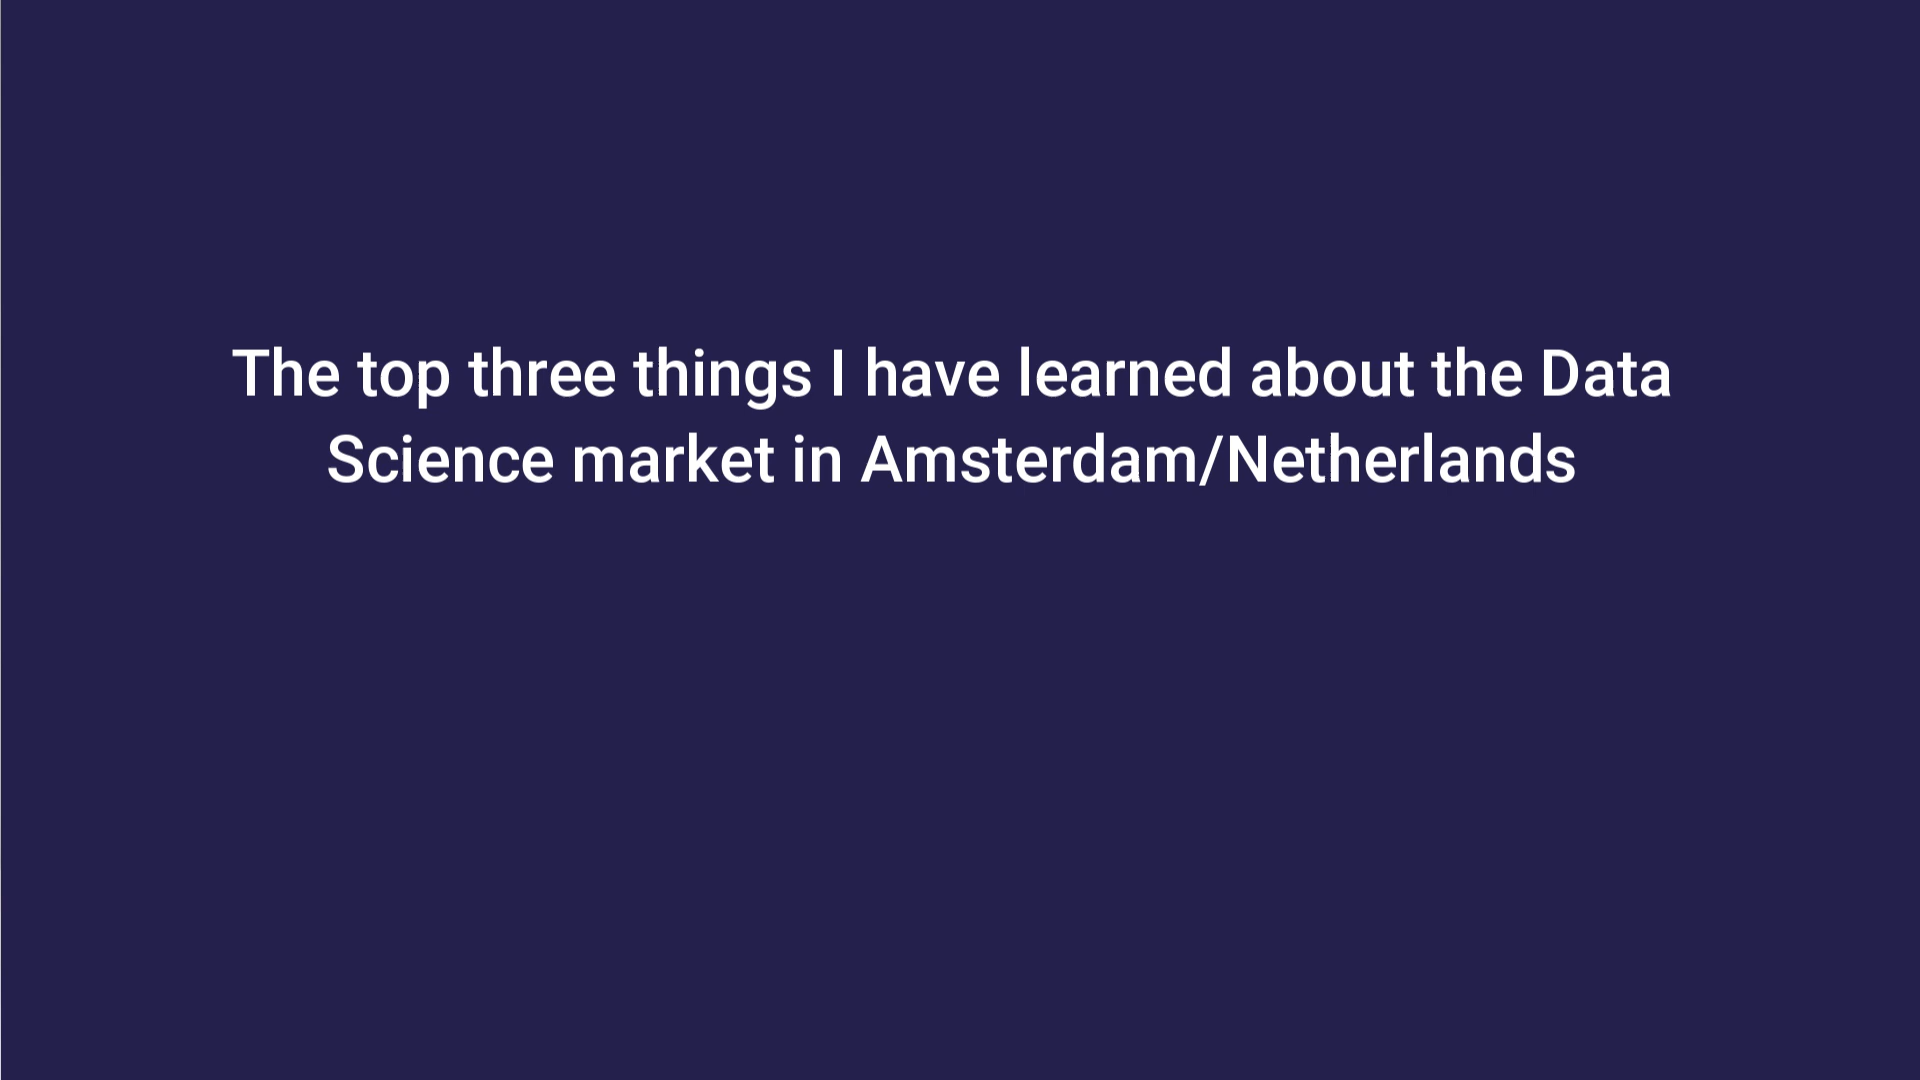 The top three things I have learned about the Data
Science market in Amsterdam/Netherlands